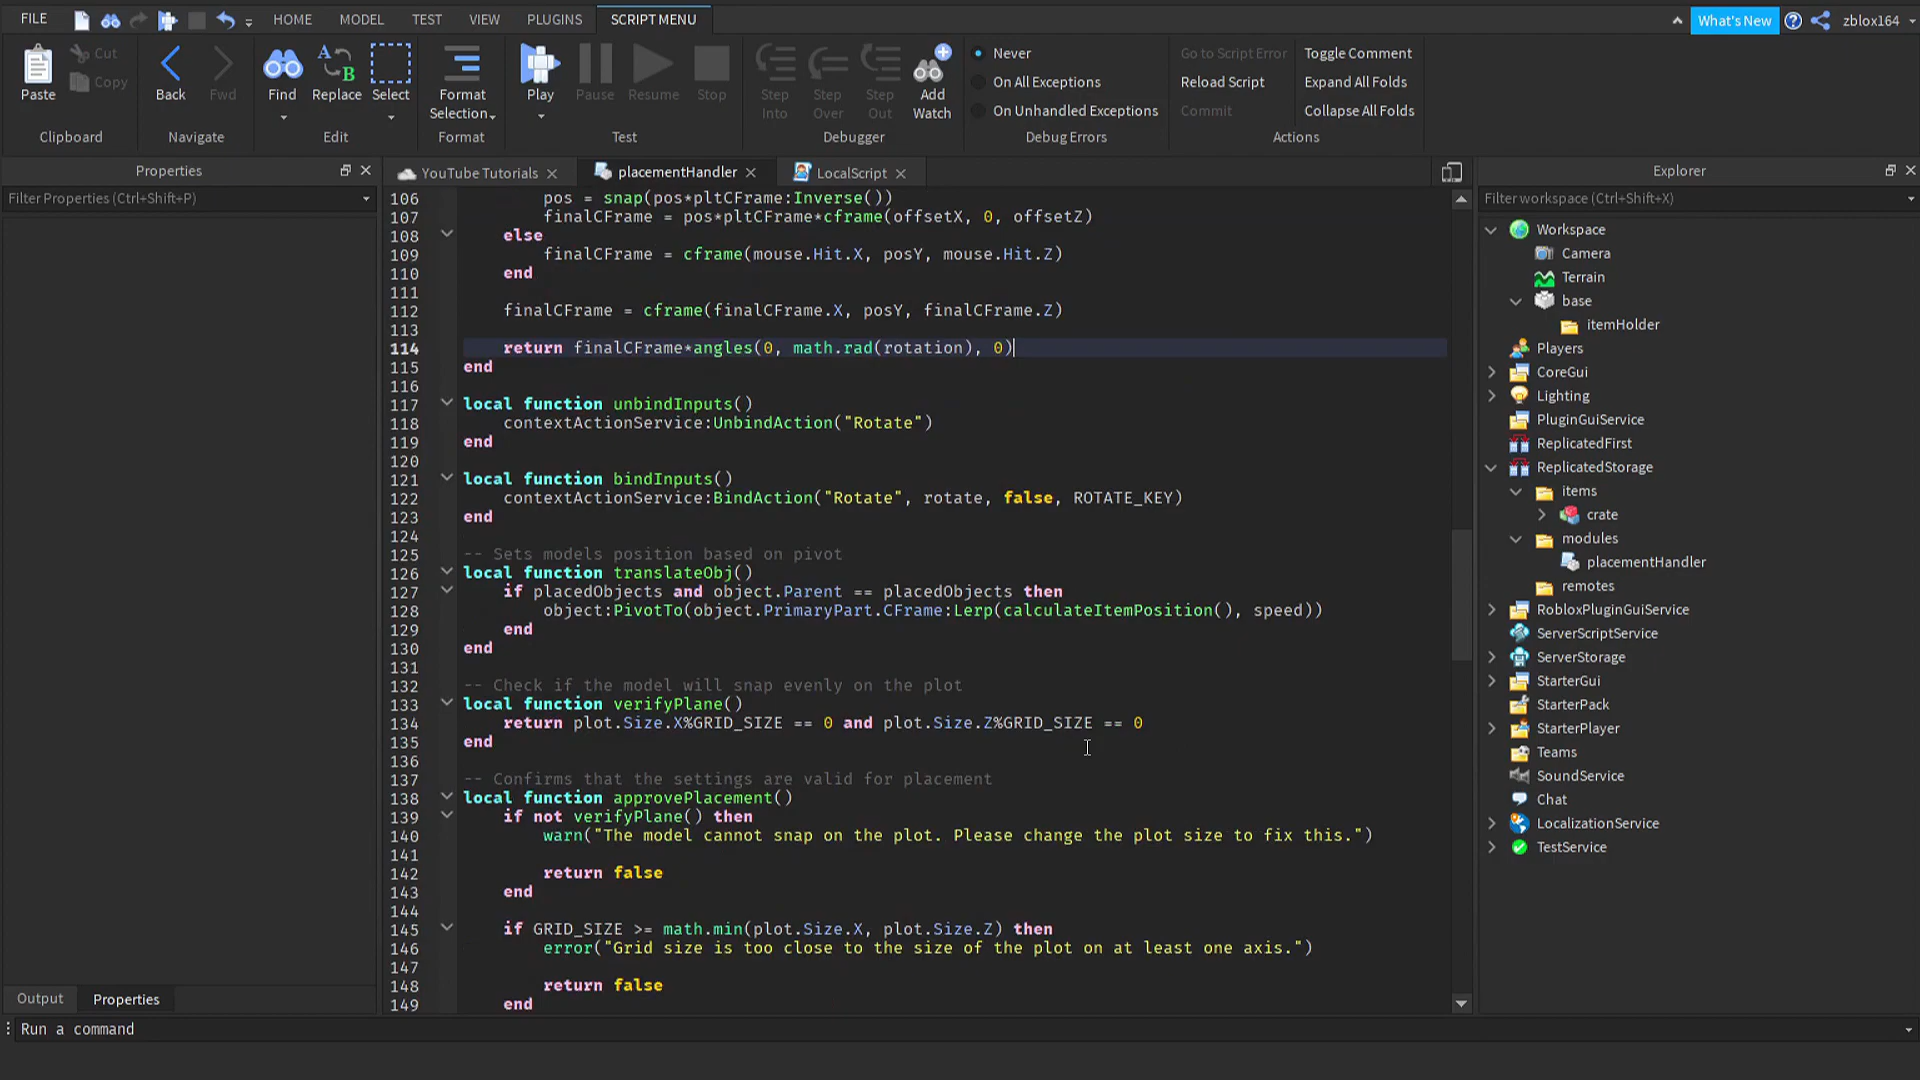 FILE HOME MODEL TEST VIEW PLUGINS SCRIPT MENU What's New zblox164
Paste Cut Copy Back Fwd Find Replace Select Format Selection Play Pause Resume Stop Step Into Step Over Step Out Add Watch
Never On All Exceptions On Unhandled Exceptions
Go to Script Error Reload Script Commit
Toggle Comment Expand All Folds Collapse All Folds
Clipboard Navigate Edit Format Test Debugger Debug Errors Actions
Properties YouTube Tutorials placementHandler LocalScript Explorer
Filter Properties (Ctrl+Shift+P)
106 pos = snap(pos*pltCFrame:Inverse())
107 finalCFrame = pos*pltCFrame*cframe(offsetX, 0, offsetZ)
108 else
109 finalCFrame = cframe(mouse.Hit.X, posY, mouse.Hit.Z)
110 end
111
112 finalCFrame = cframe(finalCFrame.X, posY, finalCFrame.Z)
113
114 return finalCFrame*angles(0, math.rad(rotation), 0)
115 end
116
117 local function unbindInputs()
118 contextActionService:UnbindAction("Rotate")
119 end
120
121 local function bindInputs()
122 contextActionService:BindAction("Rotate", rotate, false, ROTATE_KEY)
123 end
124
125 -- Sets models position based on pivot
126 local function translateObj()
127 if placedObjects and object.Parent == placedObjects then
128 object:PivotTo(object.PrimaryPart.CFrame:Lerp(calculateItemPosition(), speed))
129 end
130 end
131
132 -- Check if the model will snap evenly on the plot
133 local function verifyPlane()
134 return plot.Size.X%GRID_SIZE == 0 and plot.Size.Z%GRID_SIZE == 0
135 end
136
137 -- Confirms that the settings are valid for placement
138 local function approvePlacement()
139 if not verifyPlane() then
140 warn("The model cannot snap on the plot. Please change the plot size to fix this.")
141
142 return false
143 end
144
145 if GRID_SIZE >= math.min(plot.Size.X, plot.Size.Z) then
146 error("Grid size is too close to the size of the plot on at least one axis.")
147
148 return false
149 end
Filter workspace (Ctrl+Shift+X)
Workspace
Camera
Terrain
base
itemHolder
Players
CoreGui
Lighting
PluginGuiService
ReplicatedFirst
ReplicatedStorage
items
crate
modules
placementHandler
remotes
RobloxPluginGuiService
ServerScriptService
ServerStorage
StarterGui
StarterPack
StarterPlayer
Teams
SoundService
Chat
LocalizationService
TestService
Output Properties
Run a command